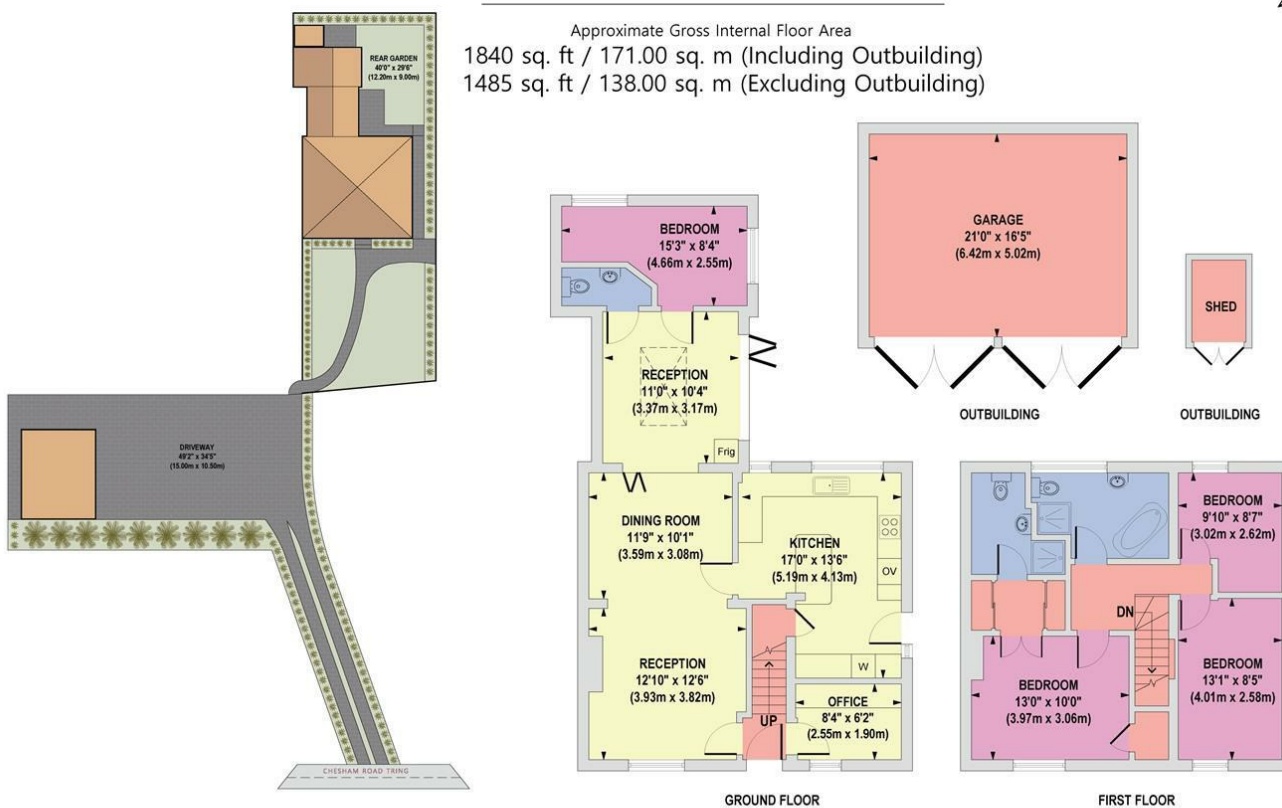 Approximate Gross Internal Floor Area
1840 sq. ft / 171.00 sq. m (Including Outbuilding)
1485 sq. ft / 138.00 sq. m (Excluding Outbuilding)
REAR GARDEN
40'0" x 29'6"
(12.20m x 9.00m)
DRIVEWAY
49'2" x 34'5"
(15.00m x 10.50m)
CHESHAM ROAD TRING
BEDROOM
15'3" x 8'4"
(4.66m x 2.55m)
RECEPTION
11'0" x 10'4"
(3.37m x 3.17m)
Frig
DINING ROOM
11'9" x 10'1"
(3.59m x 3.08m)
KITCHEN
17'0" x 13'6"
(5.19m x 4.13m)
OV
W
RECEPTION
12'10" x 12'6"
(3.93m x 3.82m)
UP
OFFICE
8'4" x 6'2"
(2.55m x 1.90m)
GROUND FLOOR
GARAGE
21'0" x 16'5"
(6.42m x 5.02m)
OUTBUILDING
SHED
OUTBUILDING
BEDROOM
9'10" x 8'7"
(3.02m x 2.62m)
DN
BEDROOM
13'0" x 10'0"
(3.97m x 3.06m)
BEDROOM
13'1" x 8'5"
(4.01m x 2.58m)
FIRST FLOOR